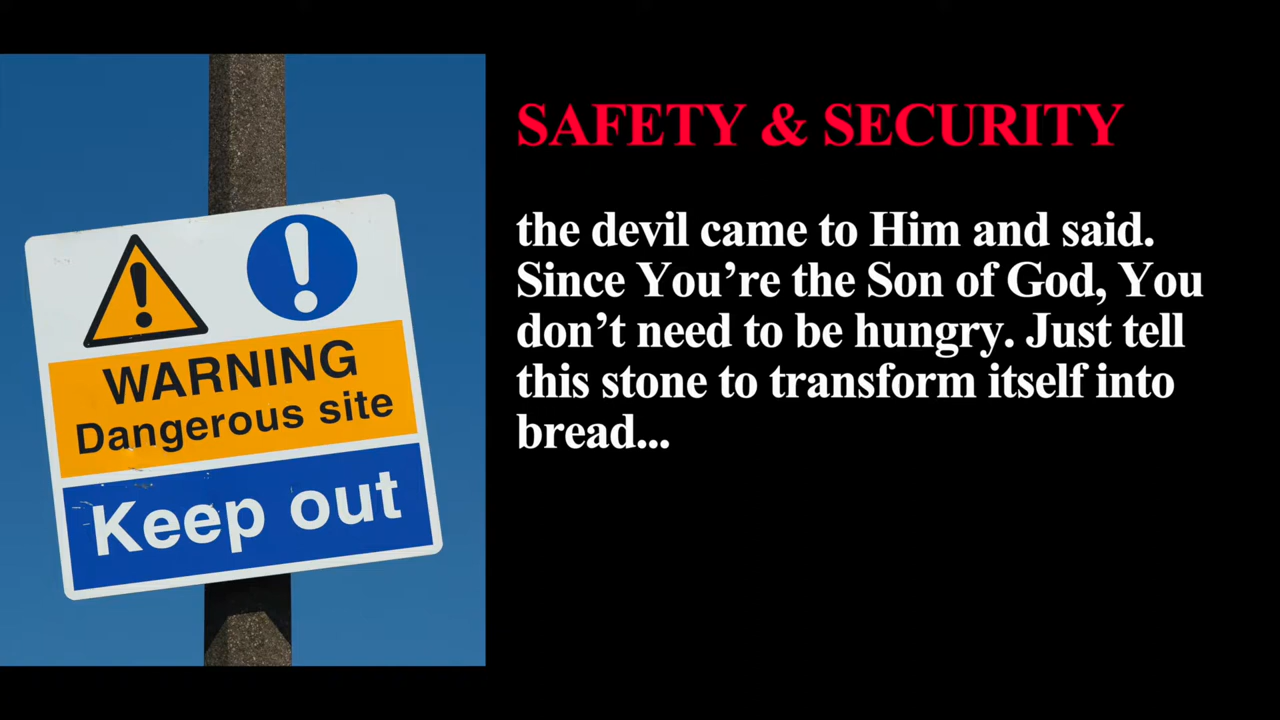 SAFETY & SECURITY
the devil came to Him and said.
Since You’re the Son of God, You
don’t need to be hungry. Just tell
this stone to transform itself into
bread...
WARNING
Dangerous site
Keep out